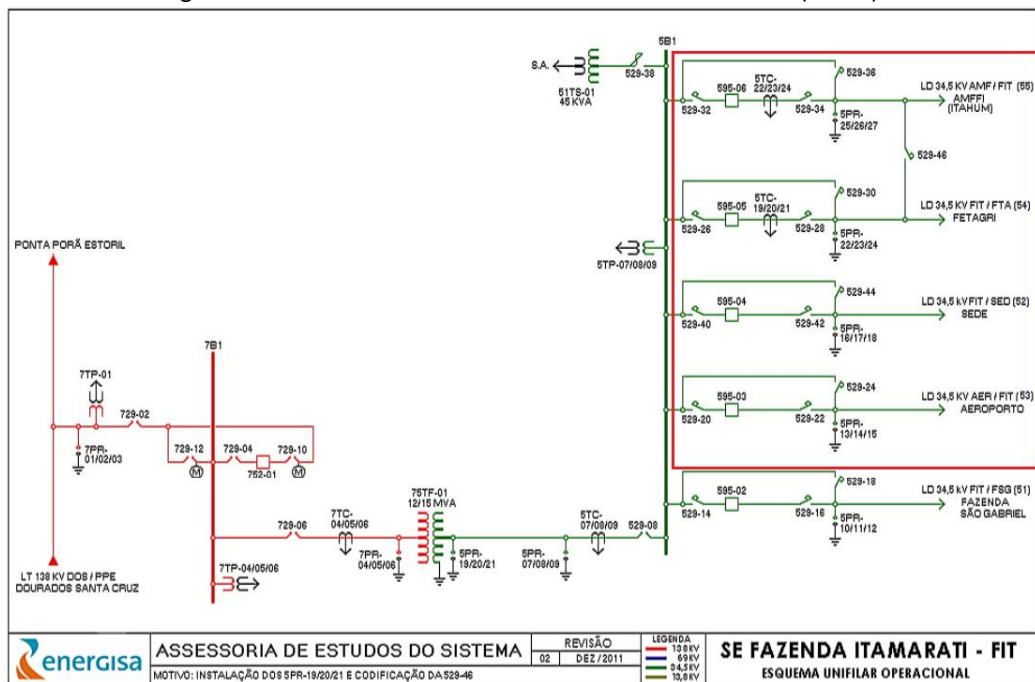 5B1
S.A.
529-38
51TS-01
45 KVA
529-36
5TC-
22/23/24
595-06
529-32
529-34
5PR-
25/26/27
LD 34,5 KV AMF / FIT (55)
AMFFI
(ITAHUM)
529-46
529-30
5TC-
19/20/21
595-05
529-26
529-28
5PR-
22/23/24
LD 34,5 KV FIT / FTA (54)
FETAGRI
5TP-07/08/09
529-44
595-04
529-40
529-42
5PR-
16/17/18
LD 34,5 kV FIT / SED (52)
SEDE
529-24
595-03
529-20
529-22
5PR-
13/14/15
LD 34,5 KV AER / FIT (53)
AEROPORTO
529-18
595-02
529-14
529-16
5PR-
10/11/12
LD 34,5 kV FIT / FSG (51)
FAZENDA
SÃO GABRIEL
PONTA PORÃ ESTORIL
7B1
7TP-01
729-02
7PR-
01/02/03
729-12
729-04
729-10
752-01
M
M
729-06
7TC-
04/05/06
75TF-01
12/15 MVA
7PR-
04/05/06
5PR-
19/20/21
5PR-
07/08/09
5TC-
07/08/09
529-08
7TP-04/05/06
LT 138 KV DOS / PPE
DOURADOS SANTA CRUZ
energisa
ASSESSORIA DE ESTUDOS DO SISTEMA
MOTIVO: INSTALAÇÃO DOS 5PR-19/20/21 E CODIFICAÇÃO DA 529-46
REVISÃO
02 DEZ / 2011
LEGENDA
138KV
69KV
34,5KV
13,8KV
SE FAZENDA ITAMARATI - FIT
ESQUEMA UNIFILAR OPERACIONAL